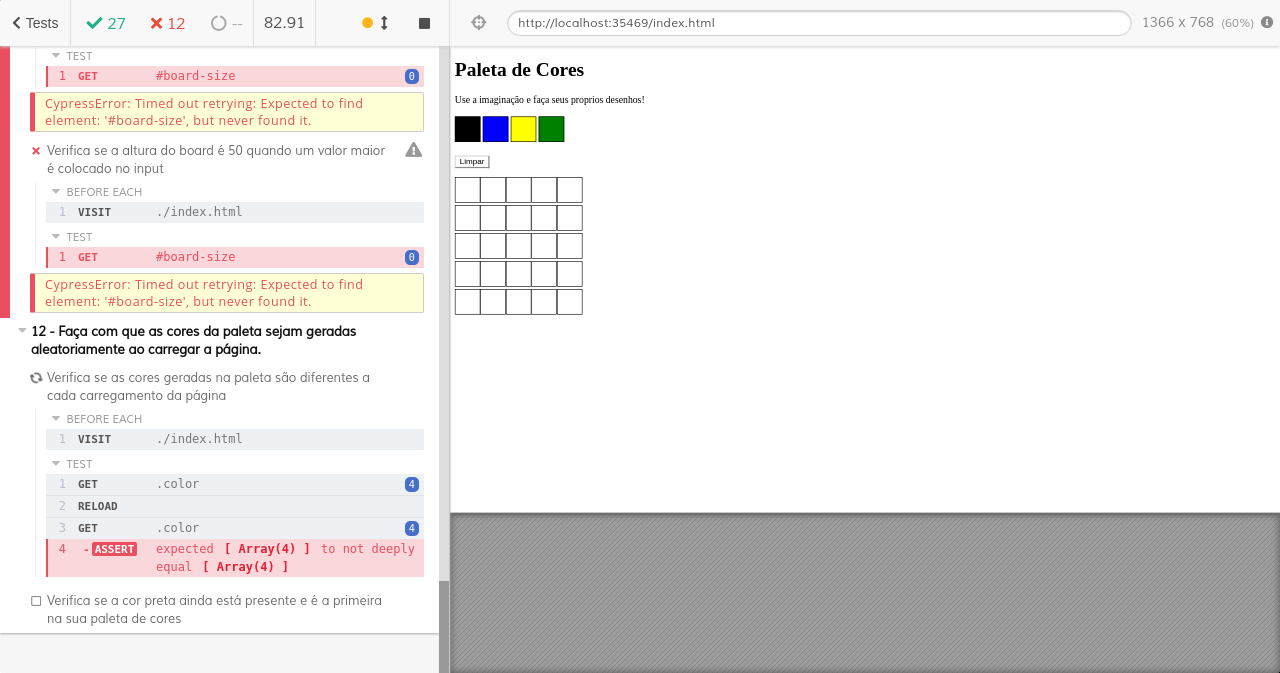 Tests
27
12
--
82.91
http://localhost:35469/index.html
1366 x 768 (60%)
TEST
1 GET #board-size 0
CypressError: Timed out retrying: Expected to find
element: '#board-size', but never found it.
Verifica se a altura do board é 50 quando um valor maior
é colocado no input
BEFORE EACH
1 VISIT ./index.html
TEST
1 GET #board-size 0
CypressError: Timed out retrying: Expected to find
element: '#board-size', but never found it.
12 - Faça com que as cores da paleta sejam geradas
aleatoriamente ao carregar a página.
Verifica se as cores geradas na paleta são diferentes a
cada carregamento da página
BEFORE EACH
1 VISIT ./index.html
TEST
1 GET .color 4
2 RELOAD
3 GET .color 4
4 - ASSERT expected [ Array(4) ] to not deeply
equal [ Array(4) ]
Verifica se a cor preta ainda está presente e é a primeira
na sua paleta de cores
Paleta de Cores
Use a imaginação e faça seus proprios desenhos!
Limpar